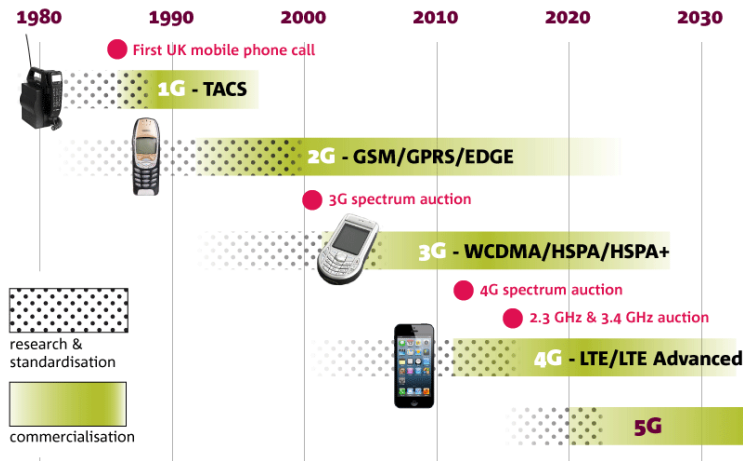 1980 1990 2000 2010 2020 2030
First UK mobile phone call
1G - TACS
2G - GSM/GPRS/EDGE
3G spectrum auction
3G - WCDMA/HSPA/HSPA+
4G spectrum auction
2.3 GHz & 3.4 GHz auction
research &
standardisation
4G - LTE/LTE Advanced
commercialisation
5G